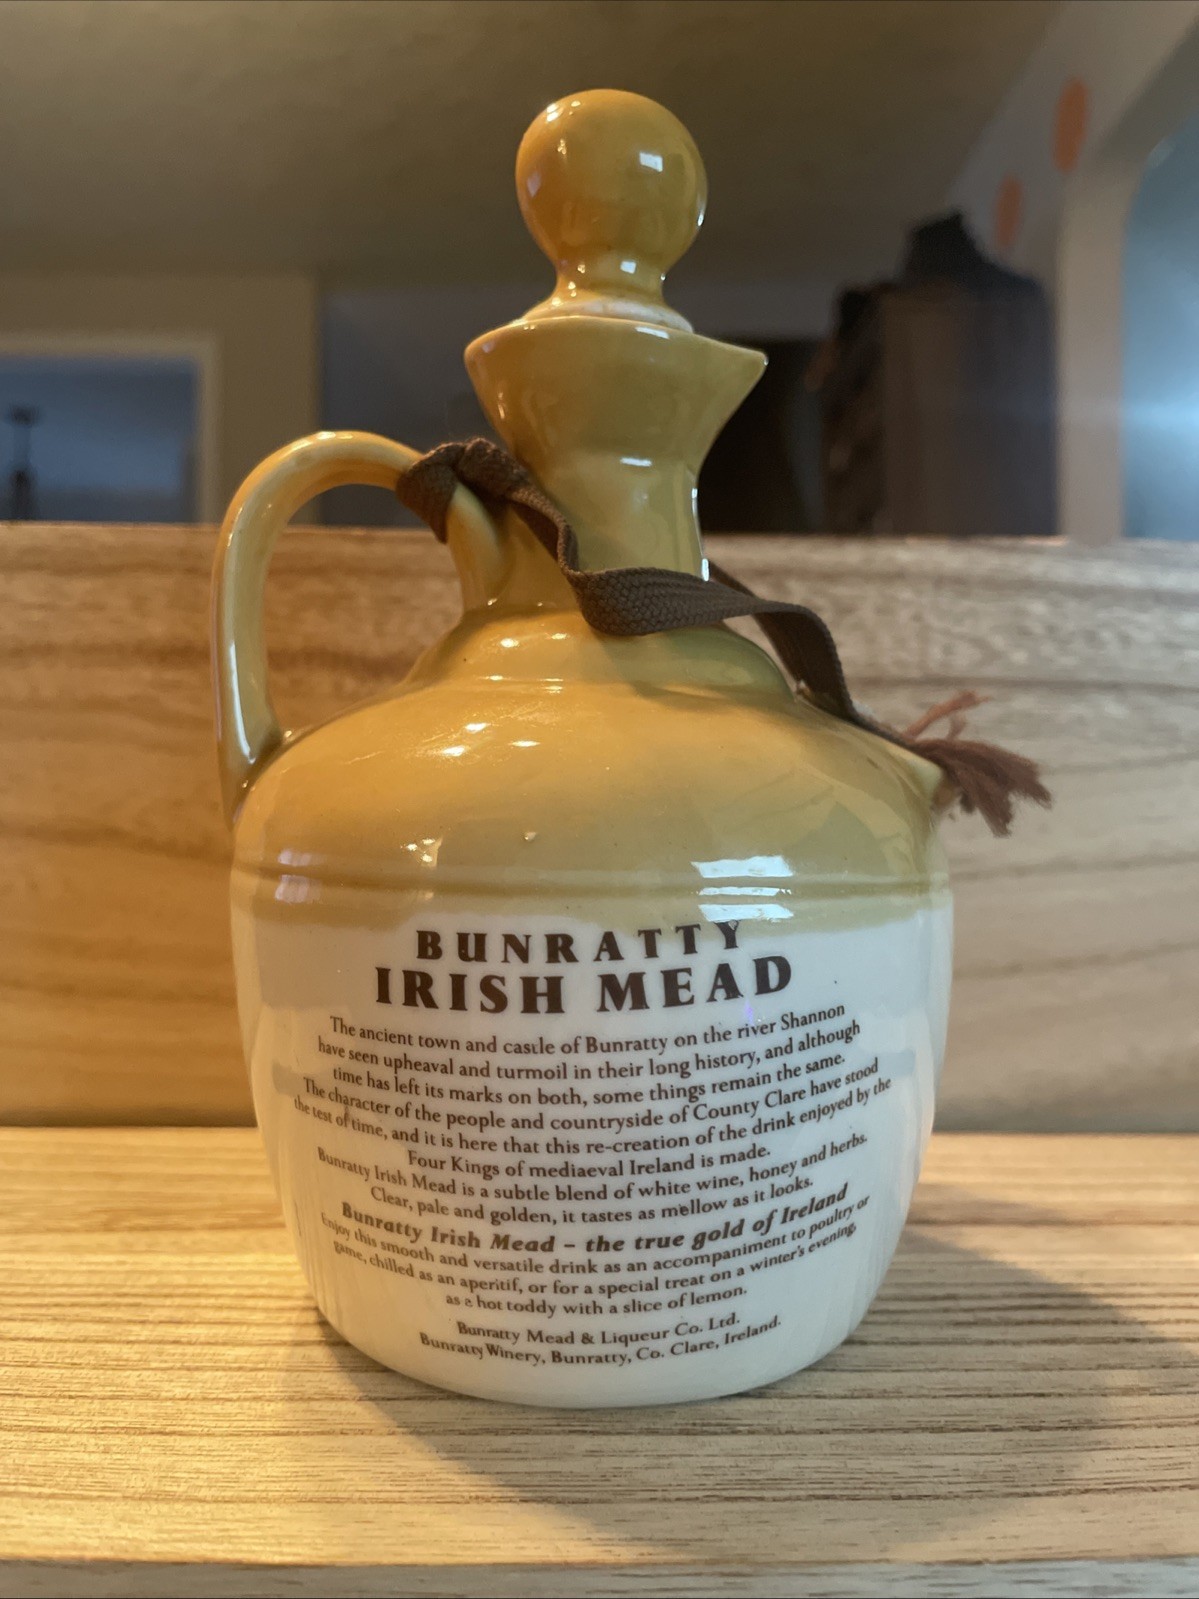 BUNRATTY
IRISH MEAD
The ancient town and castle of Bunratty on the river Shannon
have seen upheaval and turmoil in their long history, and although
time has left its marks on both, some things remain the same.
The character of the people and countryside of County Clare have stood
the test of time, and it is here that this re-creation of the drink enjoyed by the
Four Kings of mediaeval Ireland is made.
Bunratty Irish Mead is a subtle blend of white wine, honey and herbs.
Clear, pale and golden, it tastes as mellow as it looks.
Bunratty Irish Mead – the true gold of Ireland
Enjoy this smooth and versatile drink as an accompaniment to poultry or
game, chilled as an aperitif, or for a special treat on a winter's evening,
as a hot toddy with a slice of lemon.
Bunratty Mead & Liqueur Co. Ltd.
Bunratty Winery, Bunratty, Co. Clare, Ireland.